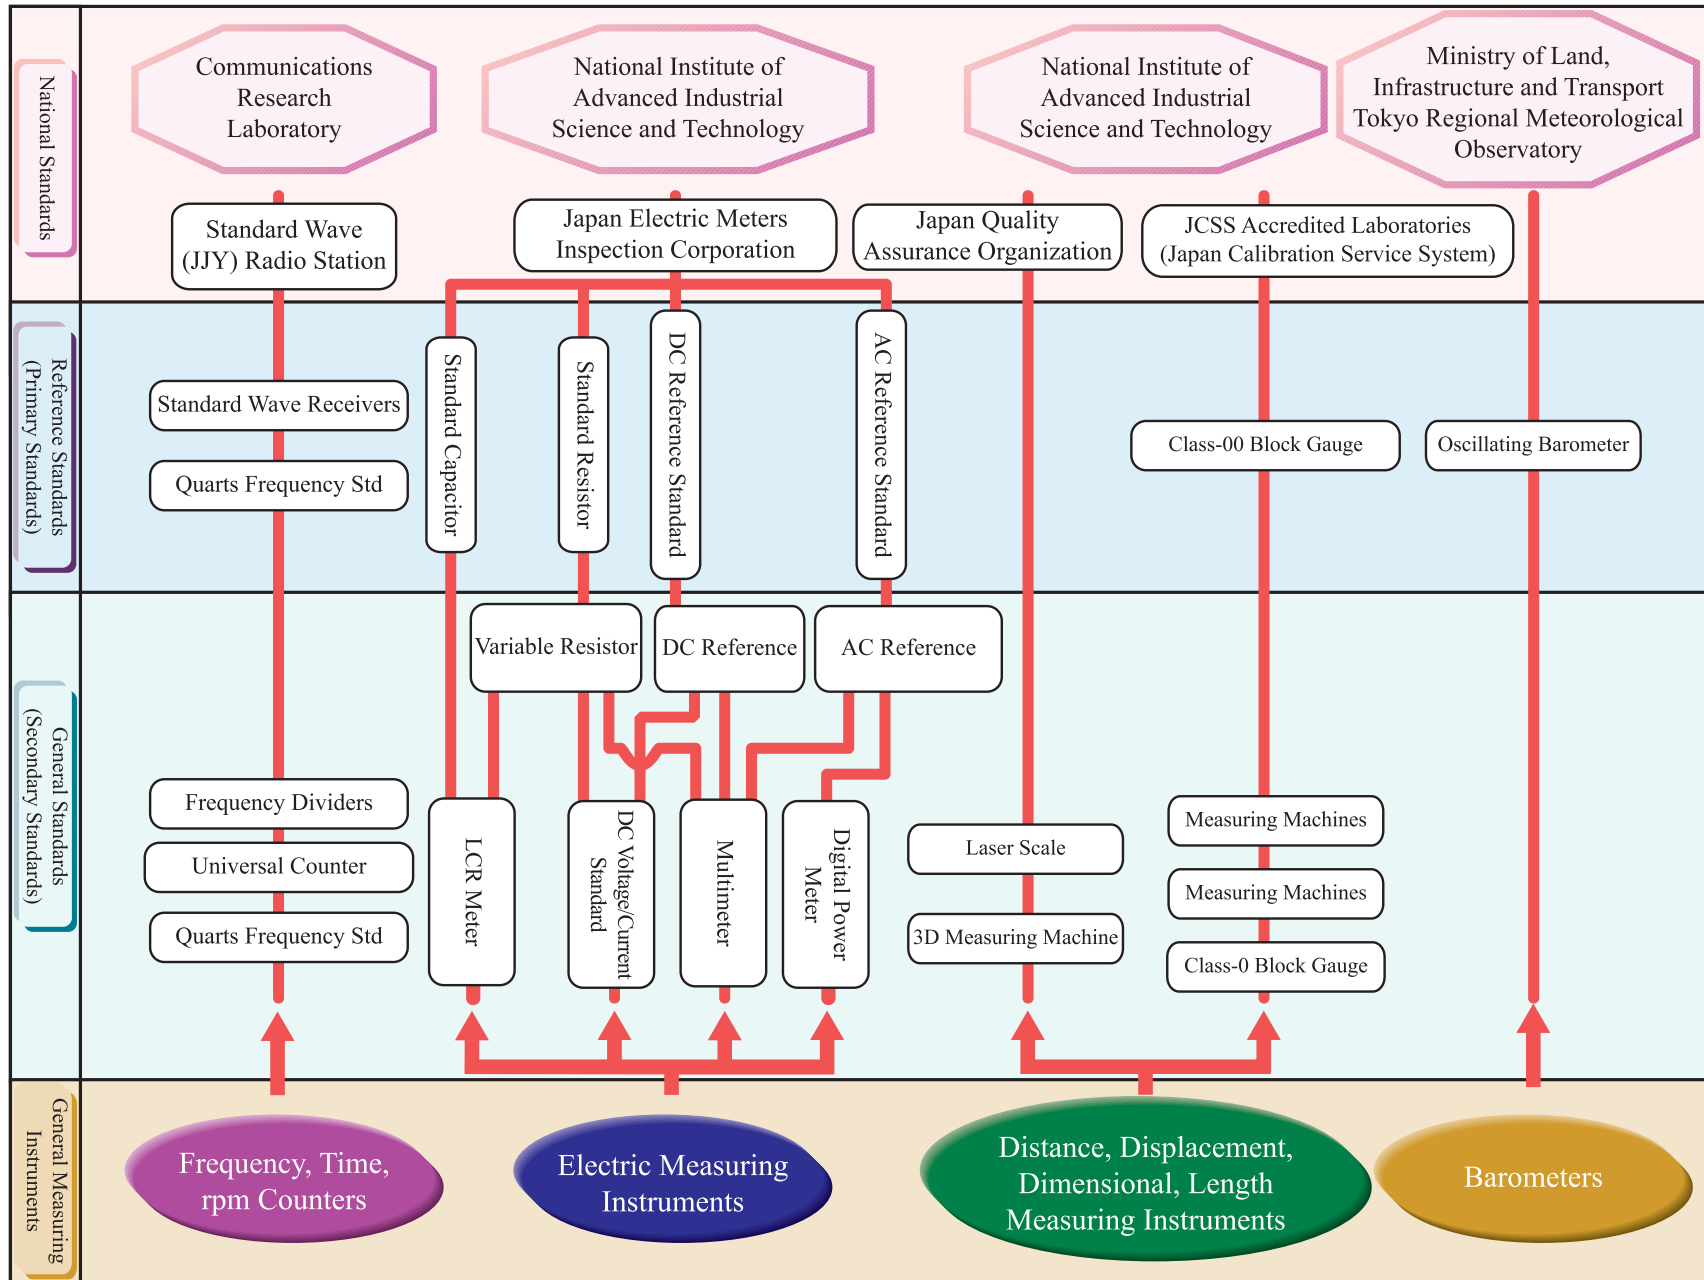 National Standards
Communications
Research
Laboratory
National Institute of
Advanced Industrial
Science and Technology
National Institute of
Advanced Industrial
Science and Technology
Ministry of Land,
Infrastructure and Transport
Tokyo Regional Meteorological
Observatory
Standard Wave
(JJY) Radio Station
Japan Electric Meters
Inspection Corporation
Japan Quality
Assurance Organization
JCSS Accredited Laboratories
(Japan Calibration Service System)
Reference Standards
(Primary Standards)
Standard Wave Receivers
Quarts Frequency Std
Standard Capacitor
Standard Resistor
DC Reference Standard
AC Reference Standard
Class-00 Block Gauge
Oscillating Barometer
General Standards
(Secondary Standards)
Variable Resistor
DC Reference
AC Reference
Frequency Dividers
Universal Counter
Quarts Frequency Std
LCR Meter
DC Voltage/Current
Standard
Multimeter
Digital Power
Meter
Laser Scale
3D Measuring Machine
Measuring Machines
Measuring Machines
Class-0 Block Gauge
General Measuring
Instruments
Frequency, Time,
rpm Counters
Electric Measuring
Instruments
Distance, Displacement,
Dimensional, Length
Measuring Instruments
Barometers